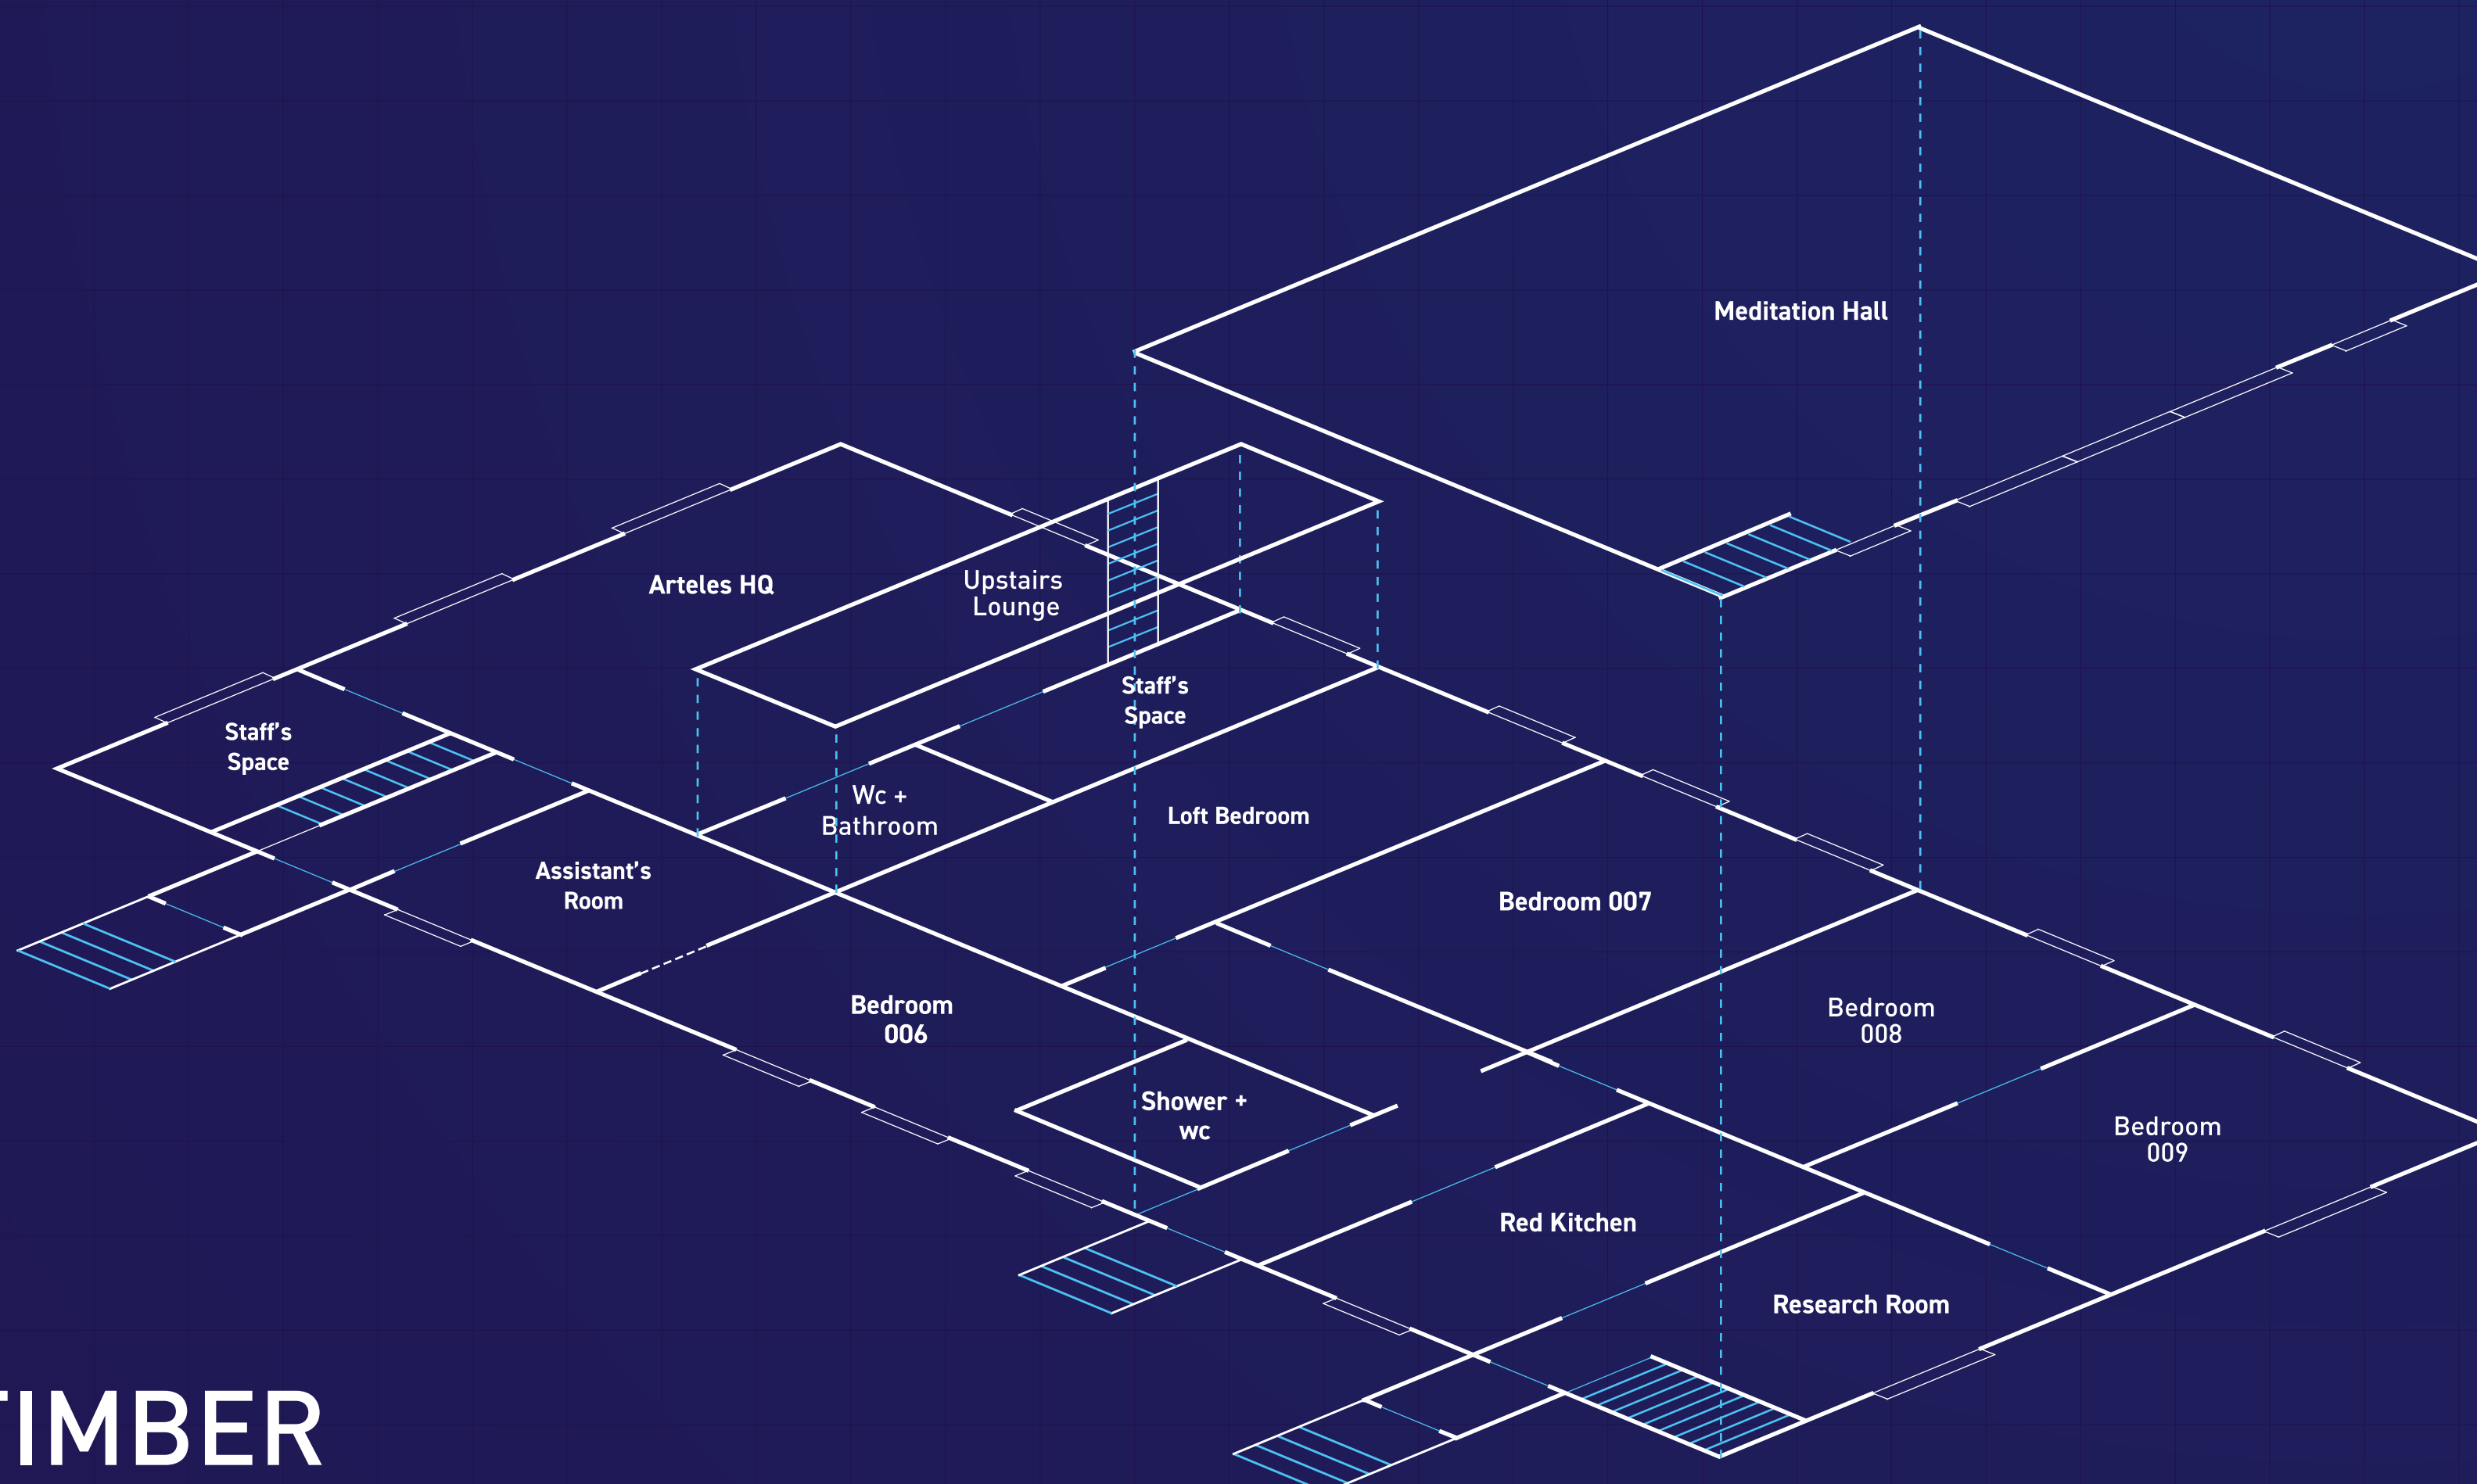 Meditation Hall
Arteles HQ
Upstairs
Lounge
Staff’s
Space
Staff’s
Space
Wc +
Bathroom
Loft Bedroom
Assistant’s
Room
Bedroom 007
Bedroom
006
Bedroom
008
Shower +
wc
Bedroom
009
Red Kitchen
Research Room
TIMBER